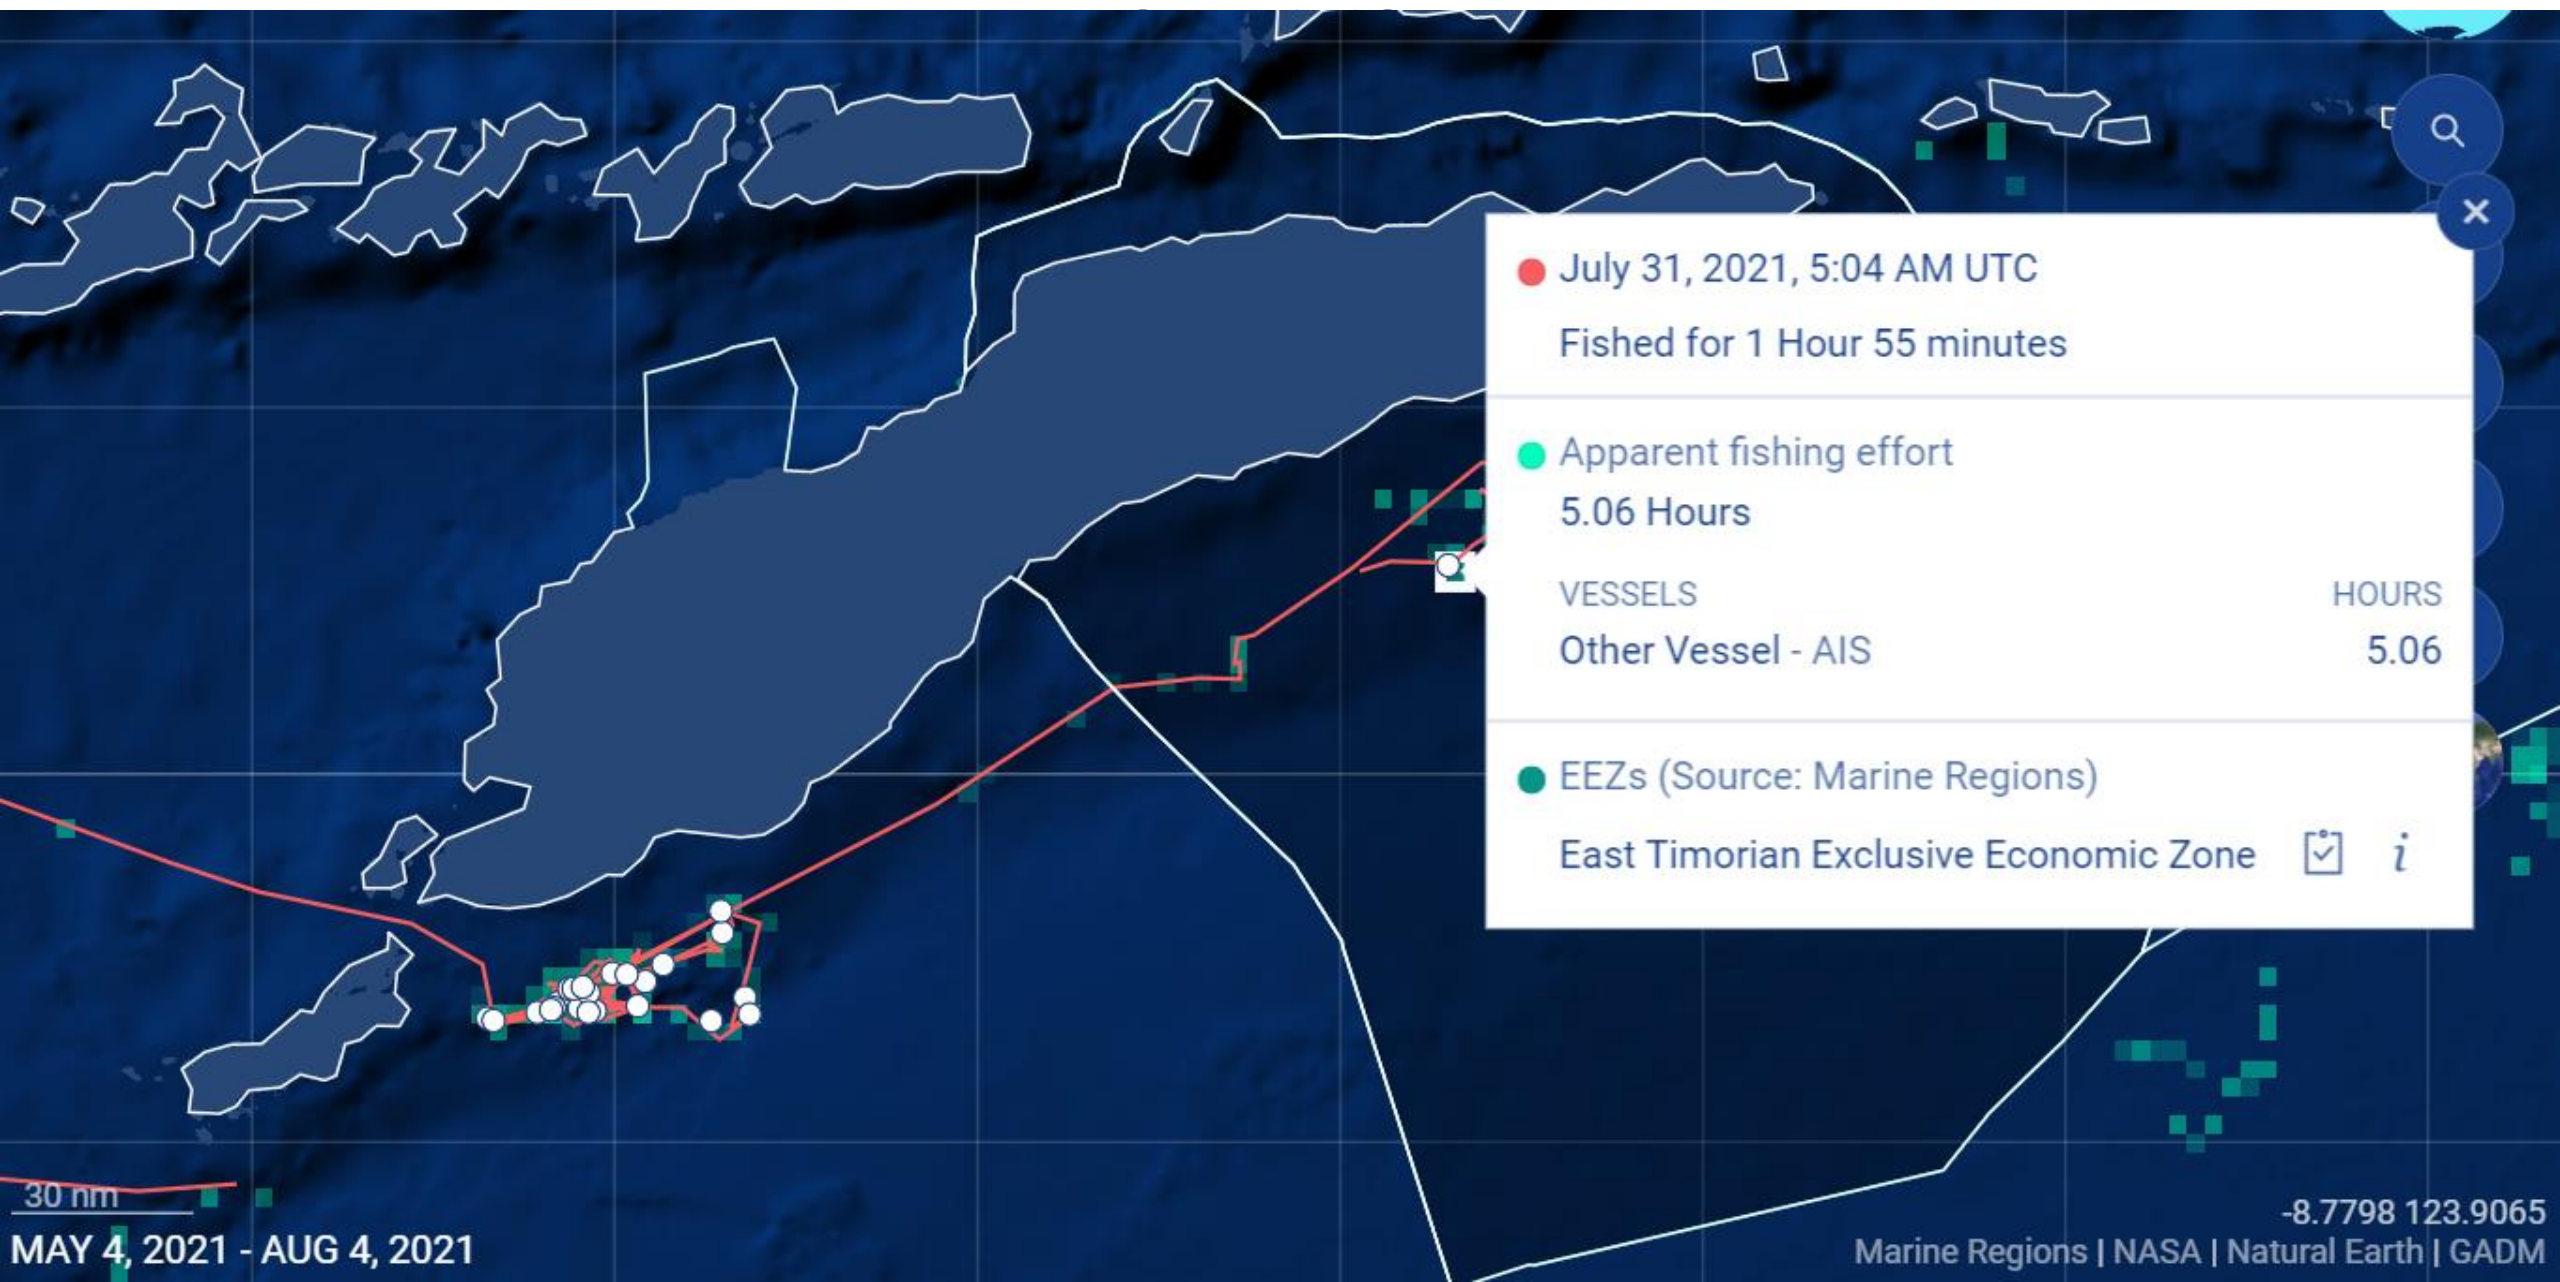 July 31, 2021, 5:04 AM UTC
Fished for 1 Hour 55 minutes
Apparent fishing effort
5.06 Hours
VESSELS HOURS
Other Vessel - AIS 5.06
EEZs (Source: Marine Regions)
East Timorian Exclusive Economic Zone
30 nm
MAY 4, 2021 - AUG 4, 2021
-8.7798 123.9065
Marine Regions | NASA | Natural Earth | GADM